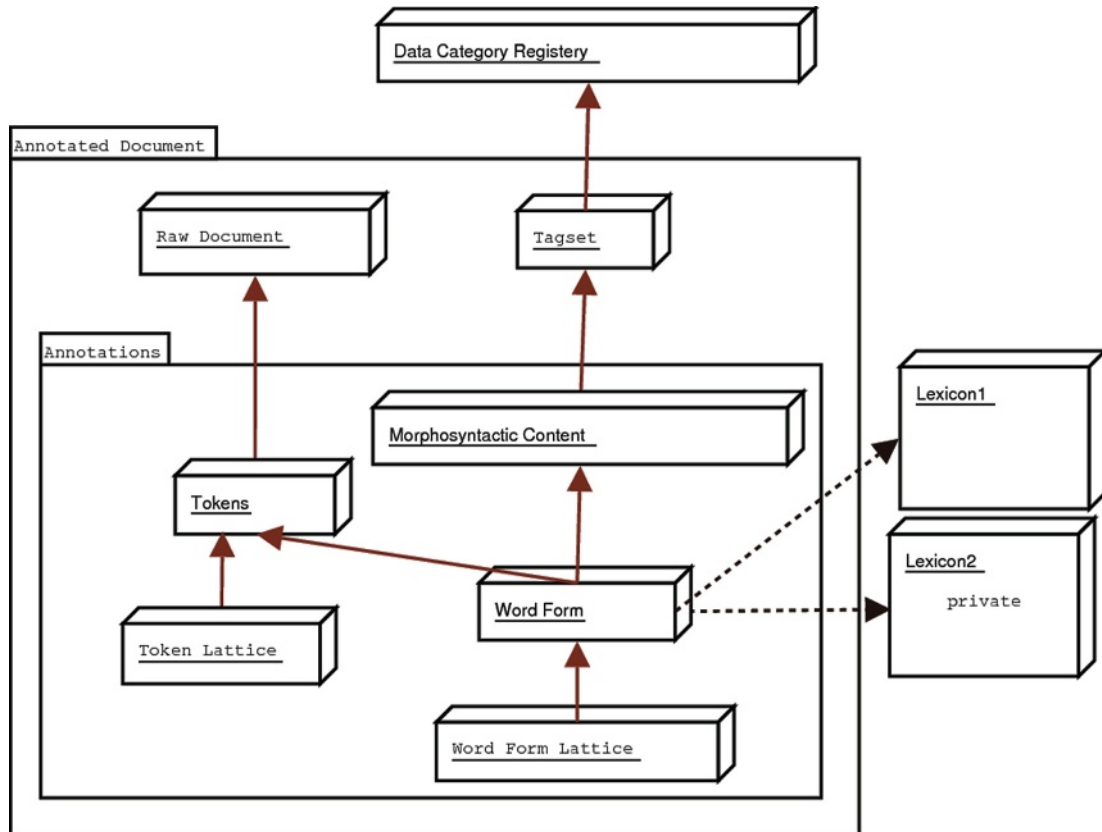 Data Category Registery
Annotated Document
Raw Document
Tagset
Annotations
Morphosyntactic Content
Lexicon1
Tokens
Lexicon2
private
Word Form
Token Lattice
Word Form Lattice